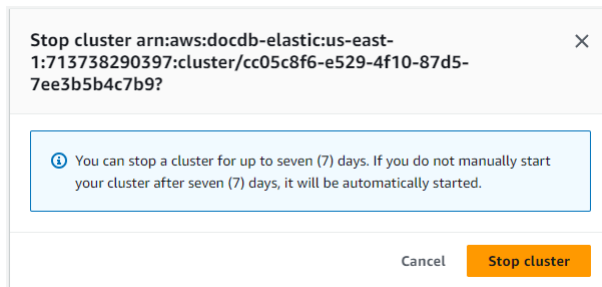 Stop cluster arn:aws:docdb-elastic:us-east-
1:713738290397:cluster/cc05c8f6-e529-4f10-87d5-
7ee3b5b4c7b9?
You can stop a cluster for up to seven (7) days. If you do not manually start
your cluster after seven (7) days, it will be automatically started.
Cancel
Stop cluster